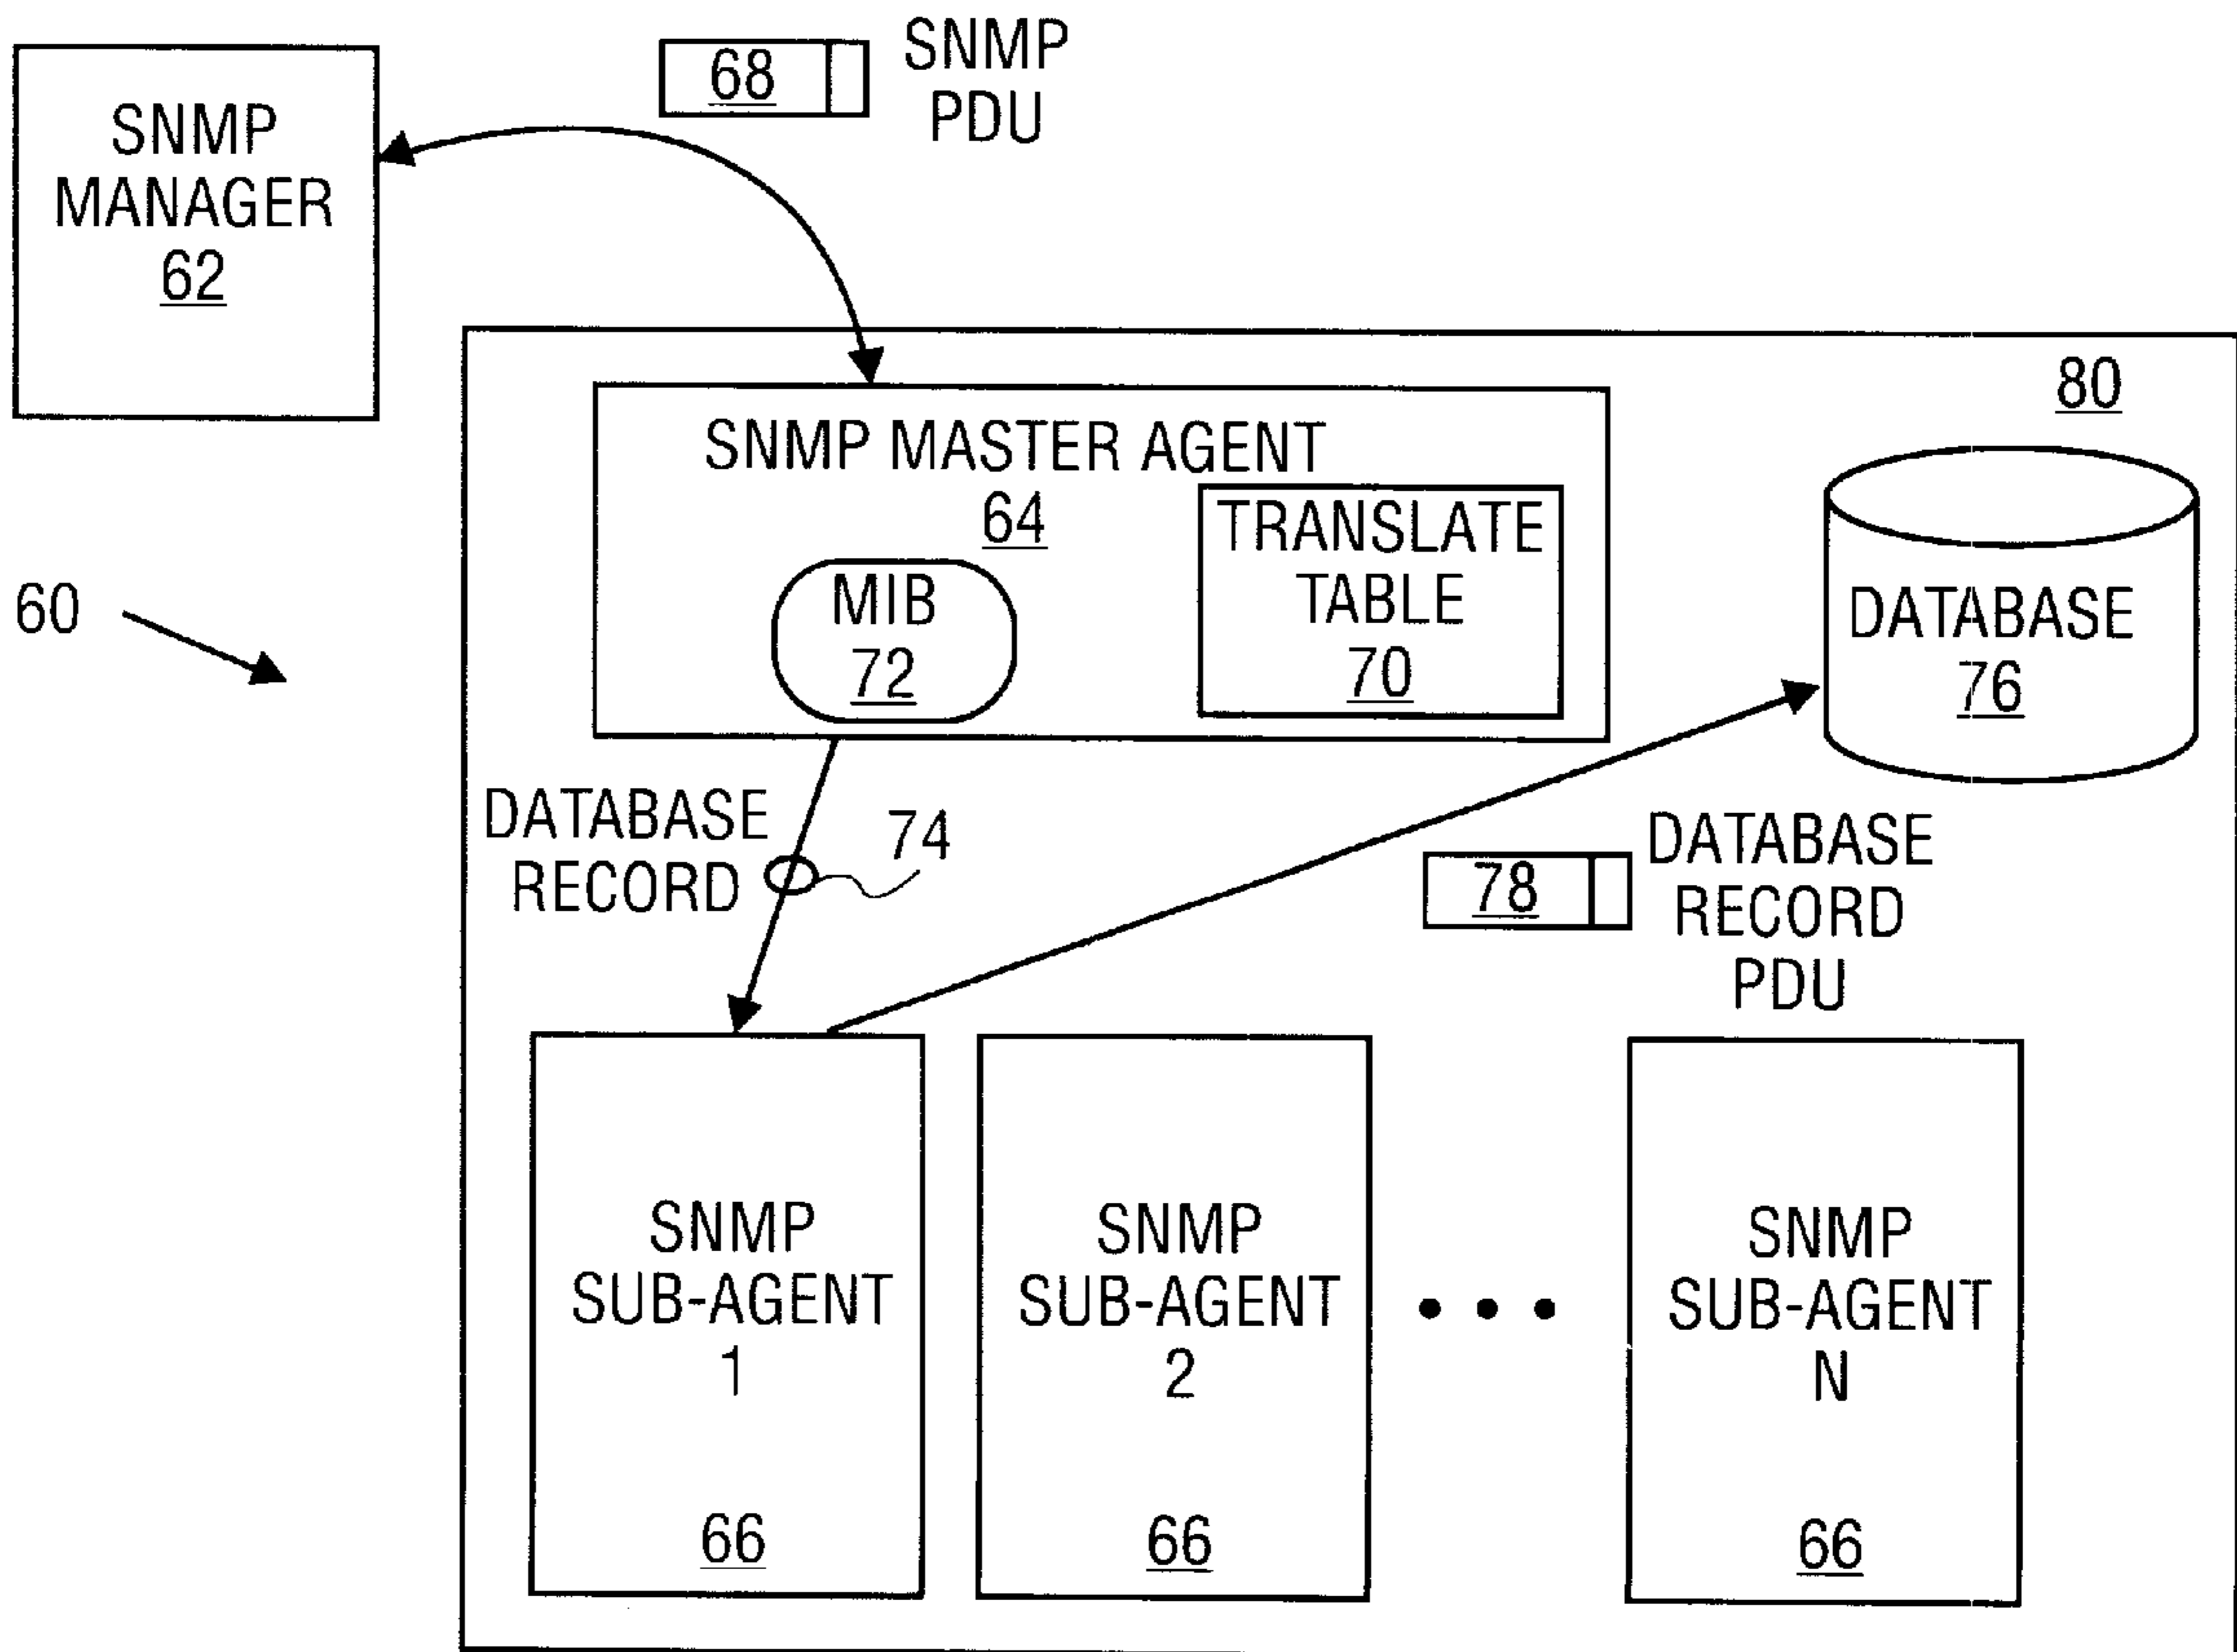 SNMP
MANAGER
62
68
SNMP
PDU
80
SNMP MASTER AGENT
64
MIB
72
TRANSLATE
TABLE
70
DATABASE
76
60
DATABASE
RECORD
74
78
DATABASE
RECORD
PDU
SNMP
SUB-AGENT
1
66
SNMP
SUB-AGENT
2
66
SNMP
SUB-AGENT
N
66